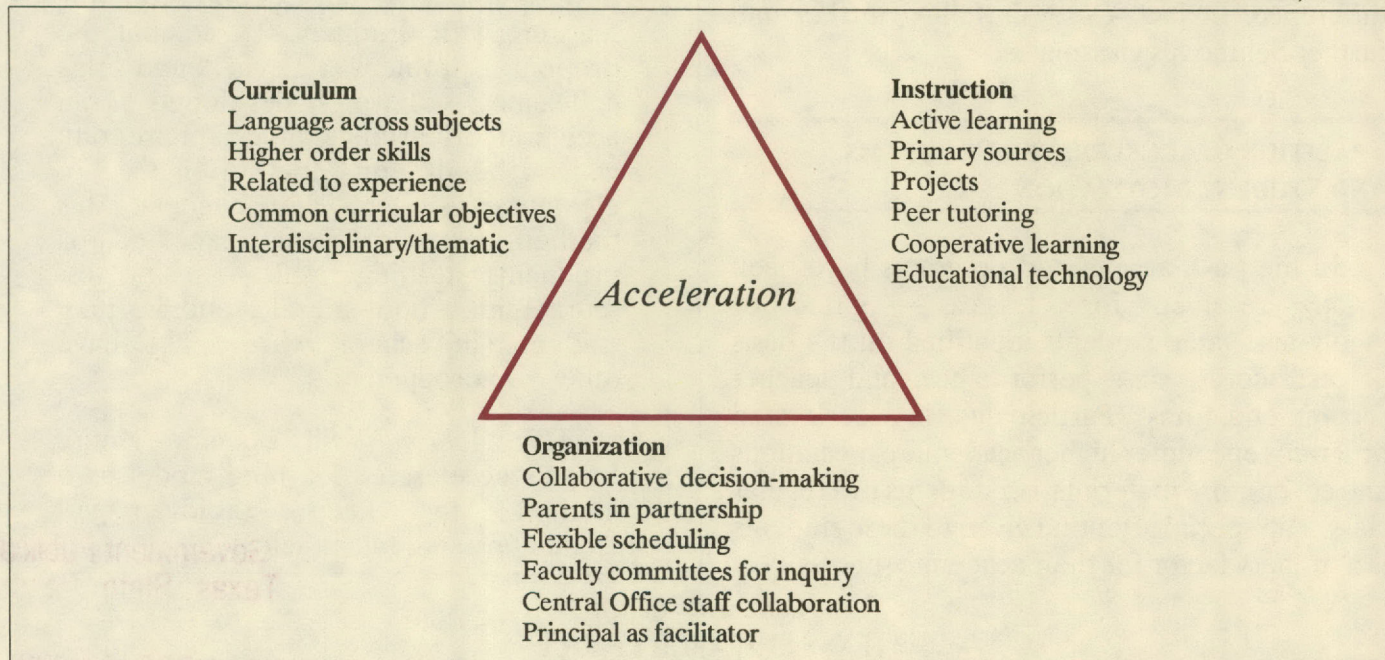 Curriculum
Language across subjects
Higher order skills
Related to experience
Common curricular objectives
Interdisciplinary/thematic
Instruction
Active learning
Primary sources
Projects
Peer tutoring
Cooperative learning
Educational technology
Acceleration
Organization
Collaborative decision-making
Parents in partnership
Flexible scheduling
Faculty committees for inquiry
Central Office staff collaboration
Principal as facilitator